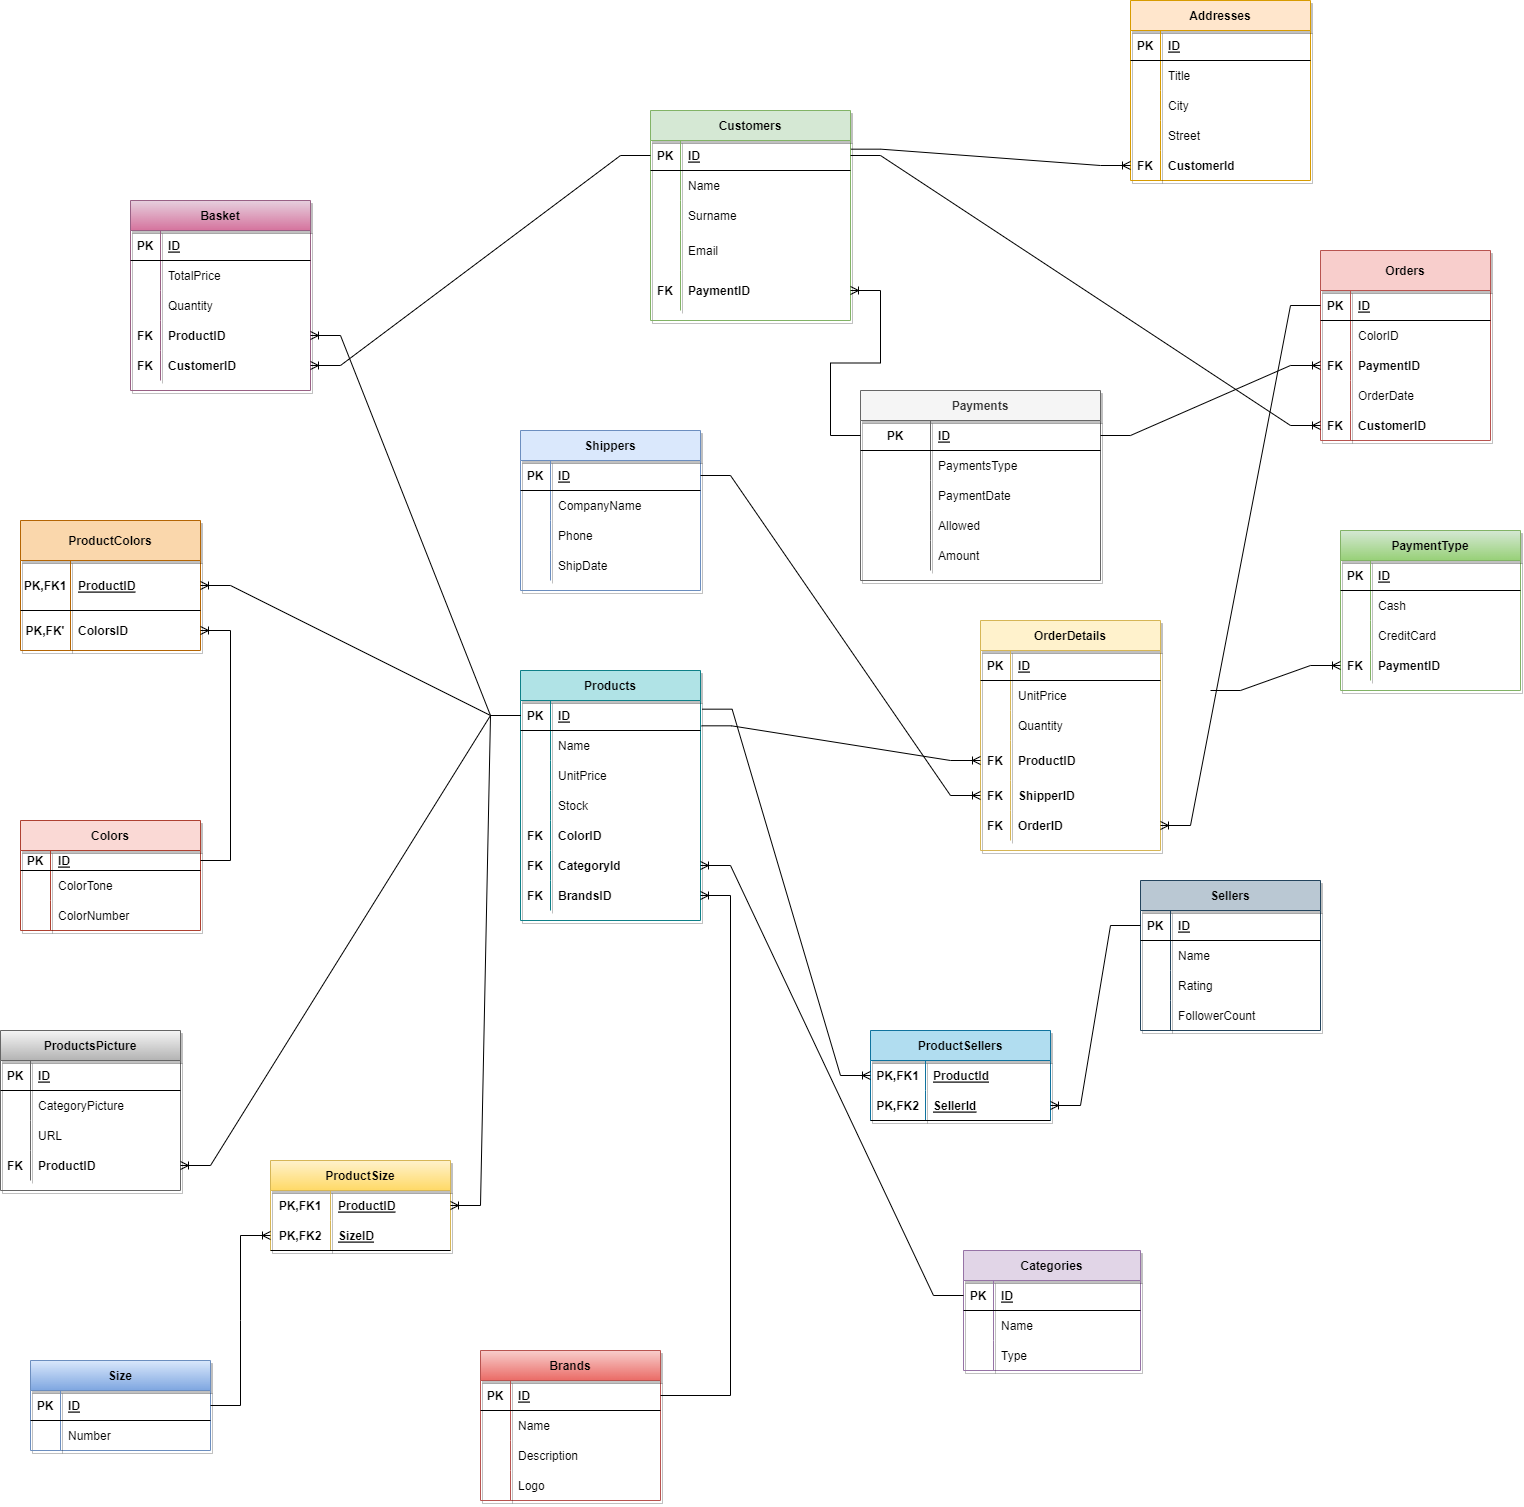 Addresses
PK ID
Title
City
Street
FK CustomerId
Customers
PK ID
Name
Surname
Email
FK PaymentID
Basket
PK ID
TotalPrice
Quantity
FK ProductID
FK CustomerID
Orders
PK ID
ColorID
FK PaymentID
OrderDate
FK CustomerID
Payments
PK ID
PaymentsType
PaymentDate
Allowed
Amount
Shippers
PK ID
CompanyName
Phone
ShipDate
ProductColors
PK,FK1 ProductID
PK,FK' ColorsID
PaymentType
PK ID
Cash
CreditCard
FK PaymentID
OrderDetails
PK ID
UnitPrice
Quantity
FK ProductID
FK ShipperID
FK OrderID
Products
PK ID
Name
UnitPrice
Stock
FK ColorID
FK CategoryId
FK BrandsID
Colors
PK ID
ColorTone
ColorNumber
Sellers
PK ID
Name
Rating
FollowerCount
ProductsPicture
PK ID
CategoryPicture
URL
FK ProductID
ProductSellers
PK,FK1 ProductId
PK,FK2 SellerId
ProductSize
PK,FK1 ProductID
PK,FK2 SizeID
Categories
PK ID
Name
Type
Size
PK ID
Number
Brands
PK ID
Name
Description
Logo